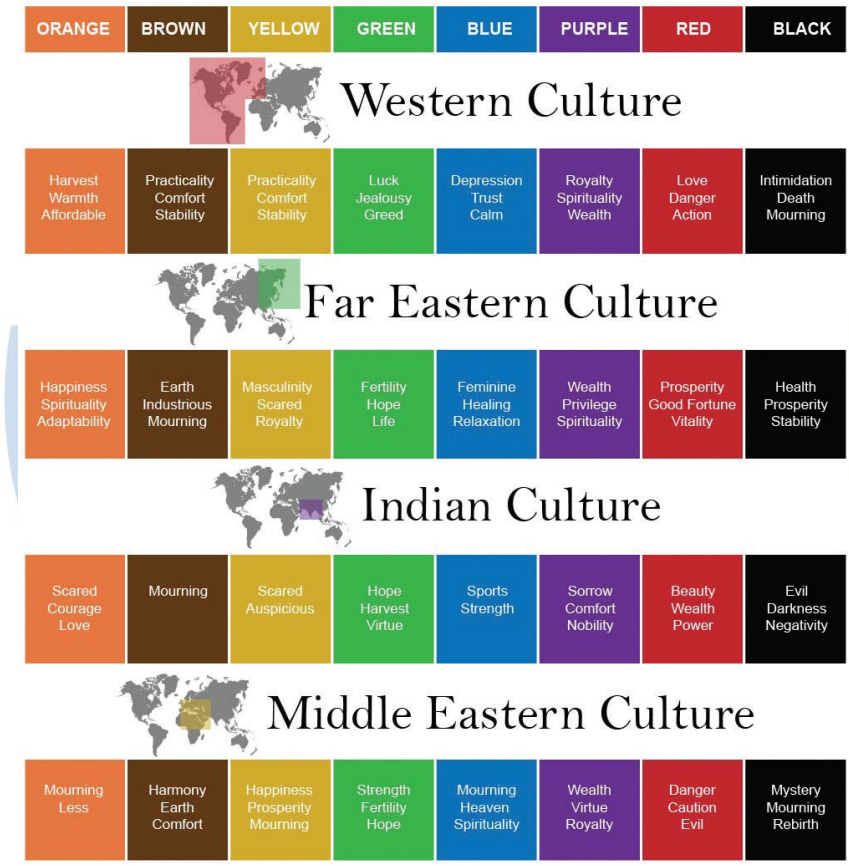 ORANGE BROWN YELLOW GREEN BLUE PURPLE RED BLACK
Western Culture
Harvest
Warmth
Affordable
Practicality
Comfort
Stability
Practicality
Comfort
Stability
Luck
Jealousy
Greed
Depression
Trust
Calm
Royalty
Spirituality
Wealth
Love
Danger
Action
Intimidation
Death
Mourning
Far Eastern Culture
Happiness
Spirituality
Adaptability
Earth
Industrious
Mourning
Masculinity
Scared
Royalty
Fertility
Hope
Life
Feminine
Healing
Relaxation
Wealth
Privilege
Spirituality
Prosperity
Good Fortune
Vitality
Health
Prosperity
Stability
Indian Culture
Scared
Courage
Love
Mourning
Scared
Auspicious
Hope
Harvest
Virtue
Sports
Strength
Sorrow
Comfort
Nobility
Beauty
Wealth
Power
Evil
Darkness
Negativity
Middle Eastern Culture
Mourning
Less
Harmony
Earth
Comfort
Happiness
Prosperity
Mourning
Strength
Fertility
Hope
Mourning
Heaven
Spirituality
Wealth
Virtue
Royalty
Danger
Caution
Evil
Mystery
Mourning
Rebirth